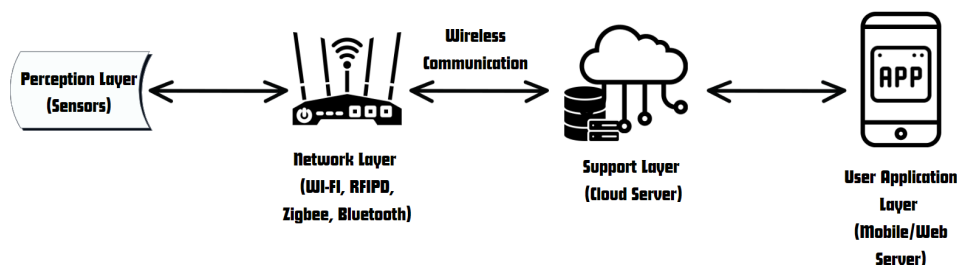 Perception Layer
(Sensors)
Network Layer
(WI-FI, RFIPD,
Zigbee, Bluetooth)
Wireless
Communication
Support Layer
(Cloud Server)
APP
User Application
Layer
(Mobile/Web
Server)